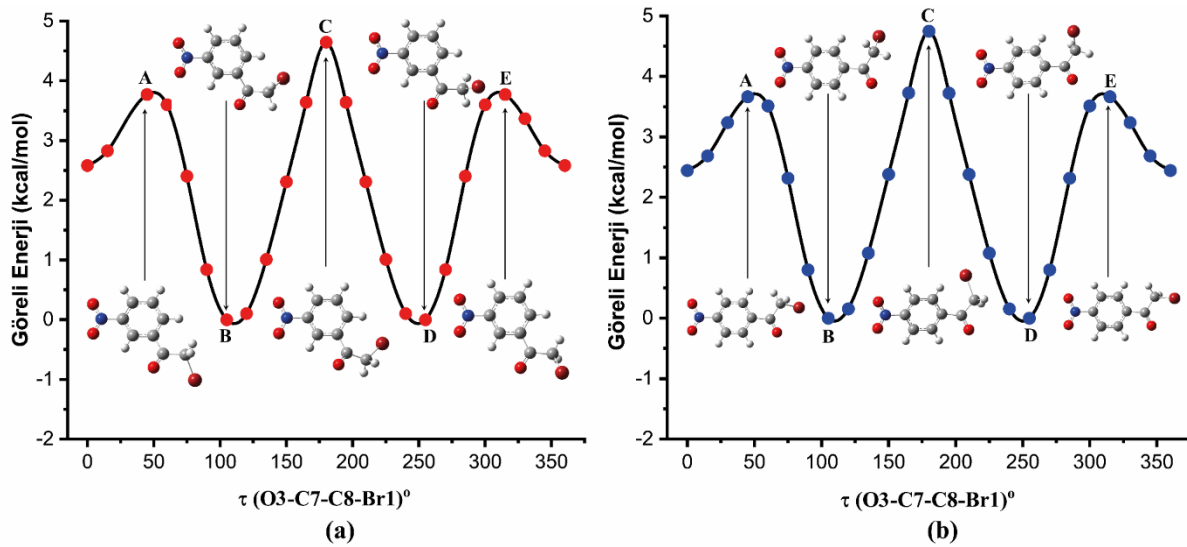 5
4
3
2
1
0
-1
-2
Göreli Enerji (kcal/mol)
A
B
C
D
E
0 50 100 150 200 250 300 350
τ (O3-C7-C8-Br1)º
(a)
5
4
3
2
1
0
-1
-2
Göreli Enerji (kcal/mol)
A
B
C
D
E
0 50 100 150 200 250 300 350
τ (O3-C7-C8-Br1)º
(b)